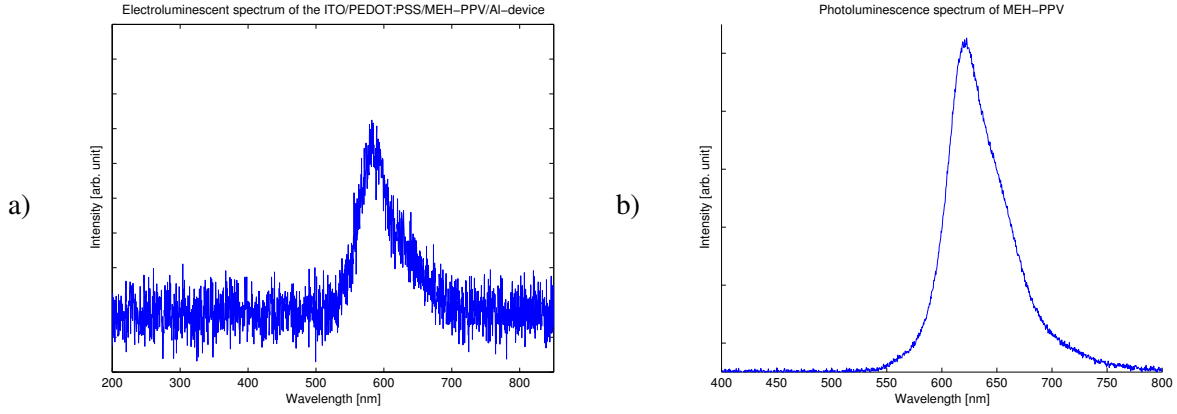 a)
Electroluminescent spectrum of the ITO/PEDOT:PSS/MEH−PPV/Al−device
Intensity [arb. unit]
200 300 400 500 600 700 800
Wavelength [nm]
b)
Photoluminescence spectrum of MEH−PPV
Intensity [arb. unit]
400 450 500 550 600 650 700 750 800
Wavelength [nm]